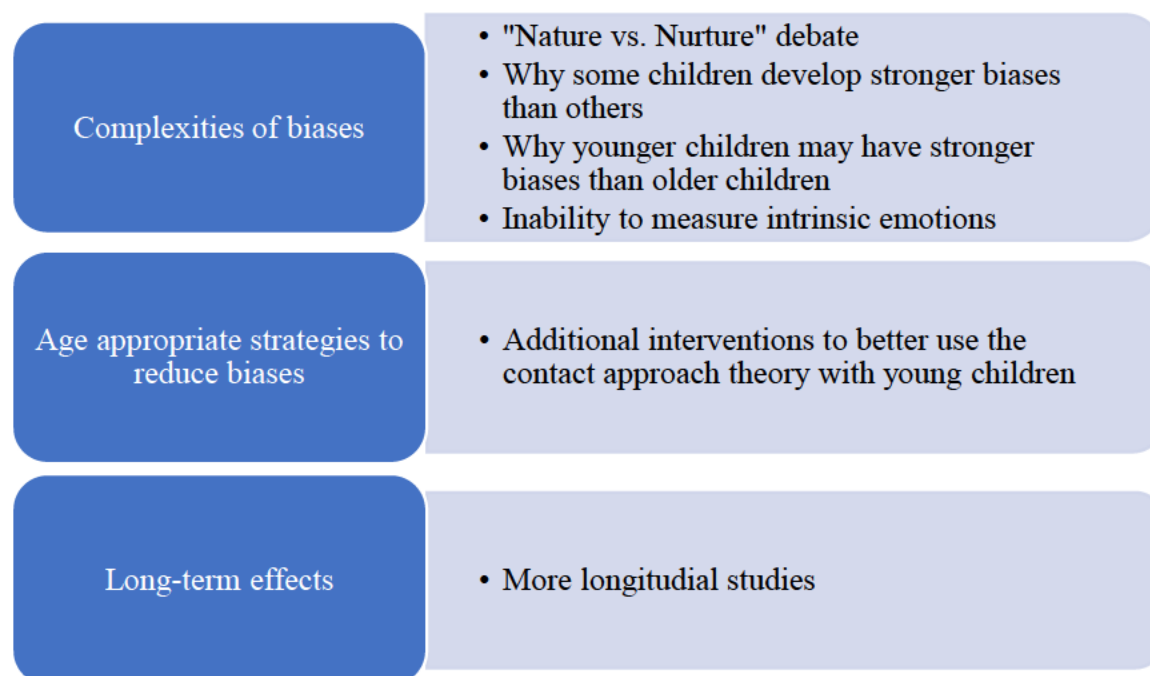 Complexities of biases
• "Nature vs. Nurture" debate
• Why some children develop stronger biases
than others
• Why younger children may have stronger
biases than older children
• Inability to measure intrinsic emotions
Age appropriate strategies to
reduce biases
• Additional interventions to better use the
contact approach theory with young children
Long-term effects
• More longitudial studies